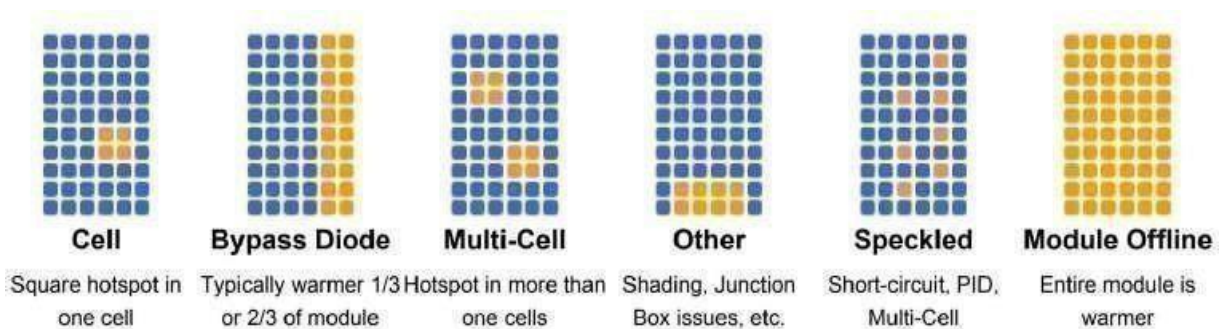 Cell
Bypass Diode
Multi-Cell
Other
Speckled
Module Offline
Square hotspot in
one cell
Typically warmer 1/3
or 2/3 of module
Hotspot in more than
one cells
Shading, Junction
Box issues, etc.
Short-circuit, PID,
Multi-Cell
Entire module is
warmer